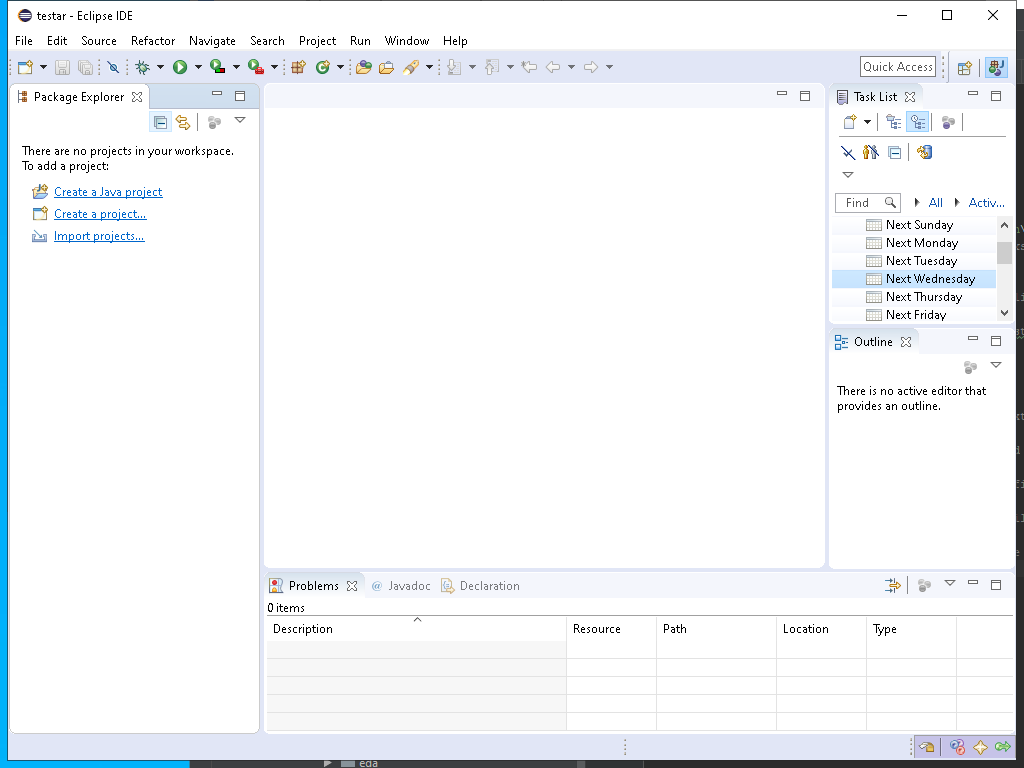 testar - Eclipse IDE
File Edit Source Refactor Navigate Search Project Run Window Help
Quick Access
Package Explorer
There are no projects in your workspace.
To add a project:
Create a Java project
Create a project...
Import projects...
Task List
Find All Activ...
Next Sunday
Next Monday
Next Tuesday
Next Wednesday
Next Thursday
Next Friday
Outline
There is no active editor that
provides an outline.
Problems @ Javadoc Declaration
0 items
Description Resource Path Location Type
eda